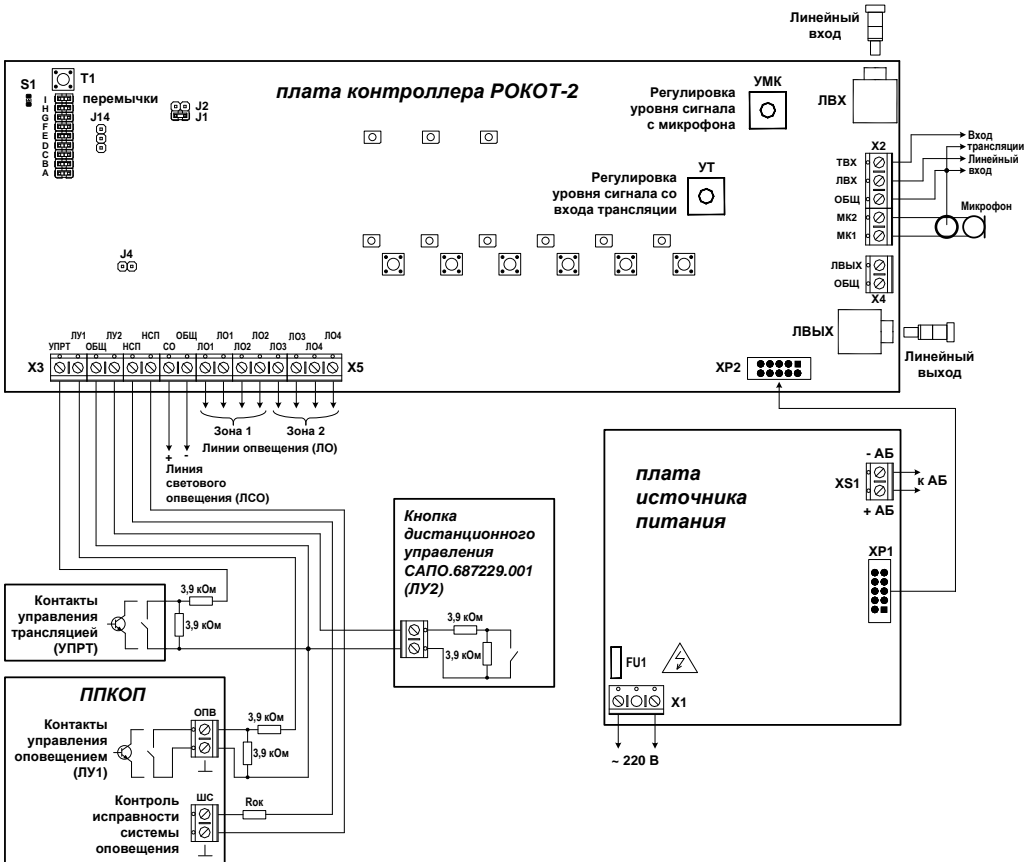 Линейный
вход
S1
T1
плата контроллера РОКОТ-2
УМК
I
H
G
F
E
D
C
B
A
перемычки
J14
J2
J1
Регулировка
уровня сигнала
с микрофона
ЛВХ
X2
УТ
Регулировка
уровня сигнала со
входа трансляции
ТВХ
ЛВХ
ОБЩ
МК2
МК1
Вход
трансляции
Линейный
вход
Микрофон
J4
ЛВЫХ
ОБЩ
X4
ЛВЫХ
Линейный
выход
ЛУ1 ЛУ2 НСП ОБЩ ЛО1 ЛО2 ЛО3 ЛО4
УПРТ ОБЩ НСП СО ЛО1 ЛО2 ЛО3 ЛО4
X3
X5
XP2
Зона 1
Зона 2
Линии опвещения (ЛО)
+ -
Линия
светового
опвещения (ЛСО)
плата
источника
питания
- АБ
XS1
к АБ
+ АБ
XP1
Кнопка
дистанционного
управления
САПО.687229.001
(ЛУ2)
3,9 кОм
3,9 кОм
Контакты
управления
трансляцией
(УПРТ)
3,9 кОм
3,9 кОм
FU1
X1
~ 220 В
ППКОП
Контакты
управления
оповещением
(ЛУ1)
ОПВ
3,9 кОм
3,9 кОм
Контроль
исправности
системы
оповещения
ШС
Rок